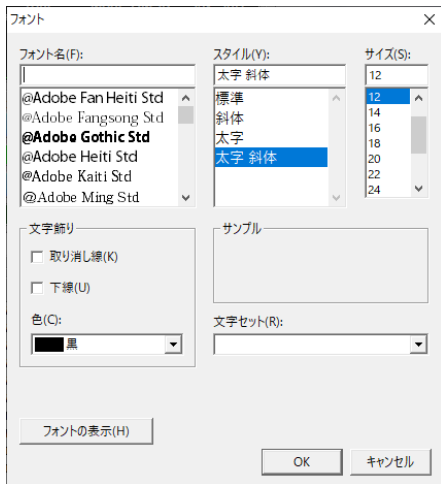 フォント
フォント名(F):
スタイル(Y):
サイズ(S):
太字 斜体
12
@Adobe Fan Heiti Std
@Adobe Fangsong Std
@Adobe Gothic Std
@Adobe Heiti Std
@Adobe Kaiti Std
@Adobe Ming Std
標準
斜体
太字
太字 斜体
12
14
16
18
20
22
24
文字飾り
取り消し線(K)
下線(U)
色(C):
黒
サンプル
文字セット(R):
フォントの表示(H)
OK
キャンセル